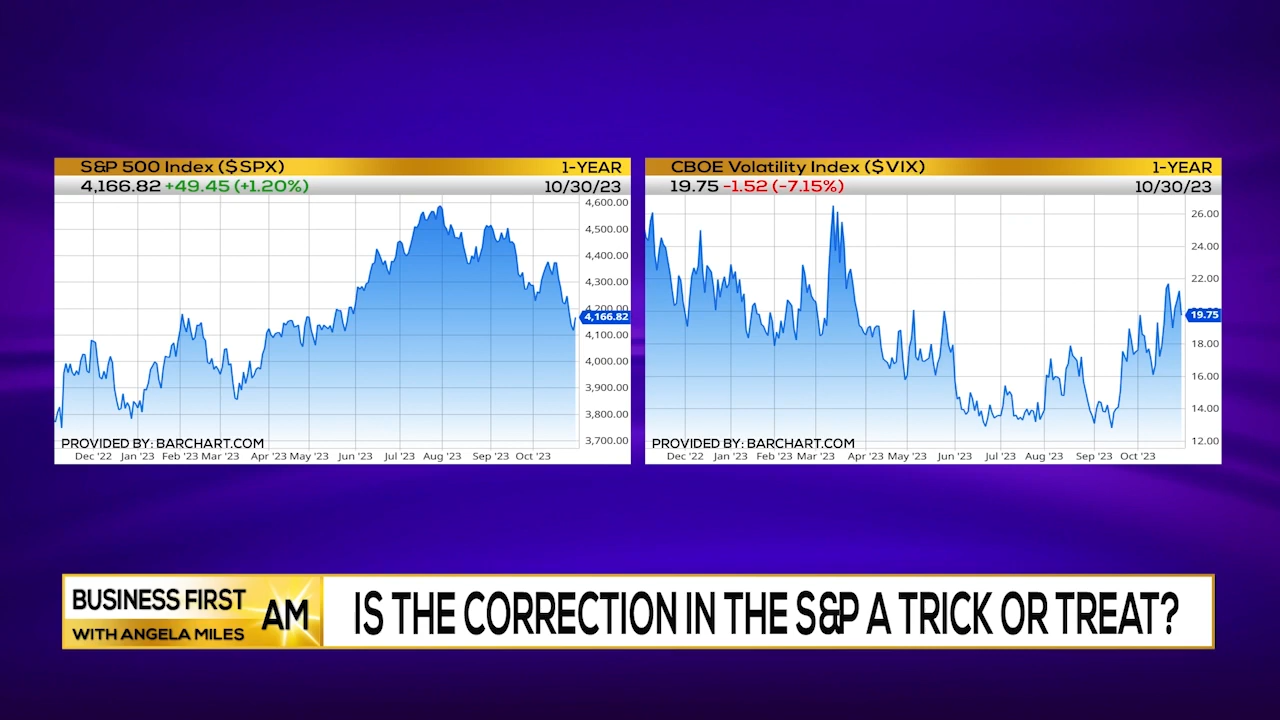 S&P 500 Index ($SPX) 1-YEAR
4,166.82 +49.45 (+1.20%) 10/30/23
4,600.00
4,500.00
4,400.00
4,300.00
4,200.00
4,166.82
4,100.00
4,000.00
3,900.00
3,800.00
3,700.00
PROVIDED BY: BARCHART.COM
Dec '22 Jan '23 Feb '23 Mar '23 Apr '23 May '23 Jun '23 Jul '23 Aug '23 Sep '23 Oct '23
CBOE Volatility Index ($VIX) 1-YEAR
19.75 -1.52 (-7.15%) 10/30/23
26.00
24.00
22.00
19.75
18.00
16.00
14.00
12.00
PROVIDED BY: BARCHART.COM
Dec '22 Jan '23 Feb '23 Mar '23 Apr '23 May '23 Jun '23 Jul '23 Aug '23 Sep '23 Oct '23
BUSINESS FIRST AM
WITH ANGELA MILES
IS THE CORRECTION IN THE S&P A TRICK OR TREAT?